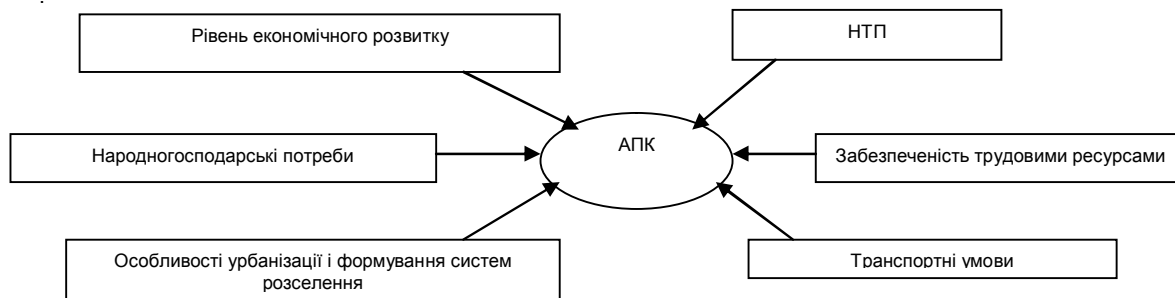 Рівень економічного розвитку
НТП
АПК
Народногосподарські потреби
Забезпеченість трудовими ресурсами
Особливості урбанізації і формування систем
розселення
Транспортні умови